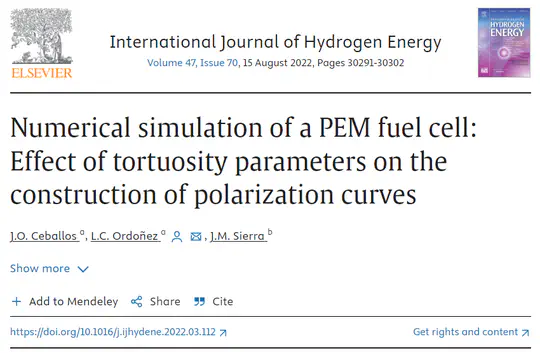 International Journal of Hydrogen Energy
Volume 47, Issue 70, 15 August 2022, Pages 30291-30302
ELSEVIER
HYDROGEN
ENERGY
Numerical simulation of a PEM fuel cell:
Effect of tortuosity parameters on the
construction of polarization curves
J.O. Ceballos a, L.C. Ordoñez a, J.M. Sierra b
Show more
Add to Mendeley Share Cite
https://doi.org/10.1016/j.ijhydene.2022.03.112 Get rights and content